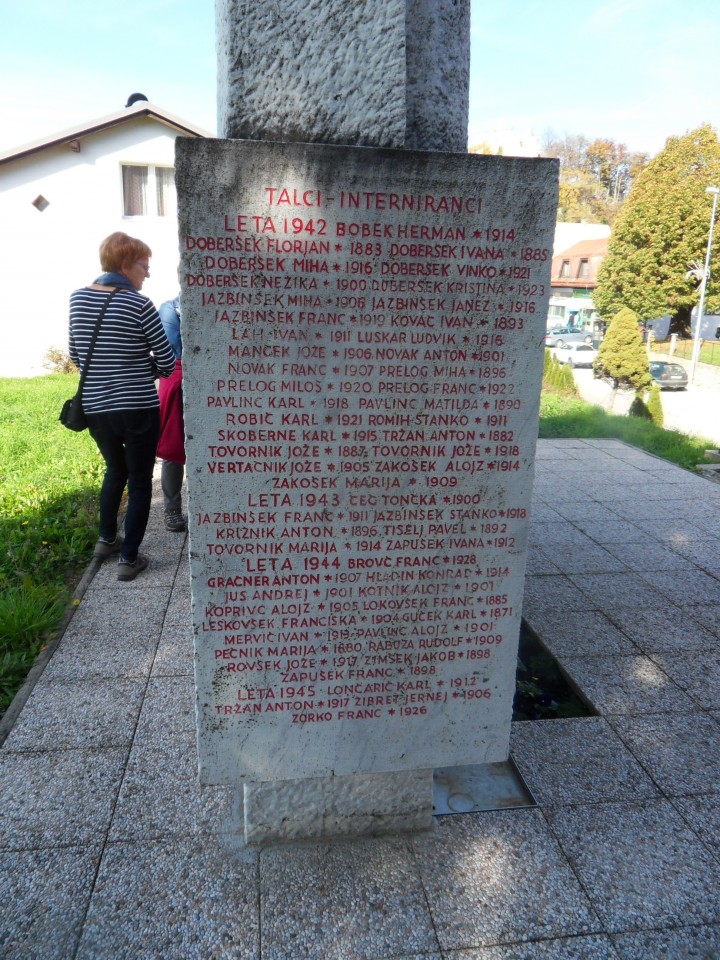 TALCI-INTERNIRANCI
LETA 1942 BOBEK HERMAN * 1914
DOBERŠEK FLORJAN * 1883 DOBERŠEK IVANA * 1885
DOBERŠEK MIHA * 1916 DOBERŠEK VINKO * 1921
DOBERŠEK NEŽIKA * 1900 DOBERŠEK KRISTINA * 1923
JAZBINŠEK MIHA * 1906 JAZBINŠEK JANEZ * 1916
JAZBINŠEK FRANC * 1919 KOVAČ IVAN * 1893
LAH IVAN * 1911 LUSKAR LUDVIK * 1916
MANČEK JOŽE * 1906 NOVAK ANTON * 1901
NOVAK FRANC * 1907 PRELOG MIHA * 1896
PRELOG MILOŠ * 1920 PRELOG FRANC * 1922
PAVLINC KARL * 1918 PAVLINC MATILDA * 1890
ROBIČ KARL * 1921 ROMIH STANKO * 1911
SKOBERNE KARL * 1915 TRŽAN ANTON * 1882
TOVORNIK JOŽE * 1887 TOVORNIK JOŽE * 1918
VERTAČNIK JOŽE * 1905 ZAKOŠEK ALOJZ * 1914
ZAKOŠEK MARIJA * 1909
LETA 1943 ČEČ TONČKA * 1900
JAZBINŠEK FRANC * 1911 JAZBINŠEK STANKO * 1918
KRIŽNIK ANTON * 1896 TISELJ PAVEL * 1892
TOVORNIK MARIJA * 1914 ZAPUŠEK IVANA * 1912
LETA 1944 BROVČ FRANC * 1928
GRAČNER ANTON * 1907 HLADIN KONRAD * 1914
JUS ANDREJ * 1901 KOTNIK ALOJZ * 1901
KOPRIVC ALOJZ * 1905 LOKOVŠEK FRANC * 1885
LESKOVŠEK FRANCIŠKA * 1904 GUČEK KARL * 1871
MERVIČ IVAN * 1919 PAVLINC ALOJZ * 1901
PEČNIK MARIJA * 1880 RABUZA RUDOLF * 1909
ROVŠEK JOŽE * 1917 ZIMŠEK JAKOB * 1898
ZAPUŠEK FRANC * 1898
LETA 1945 LONČARIČ KARL * 1912
TRŽAN ANTON * 1917 ŽIBRET JERNEJ * 1906
ZORKO FRANC * 1926